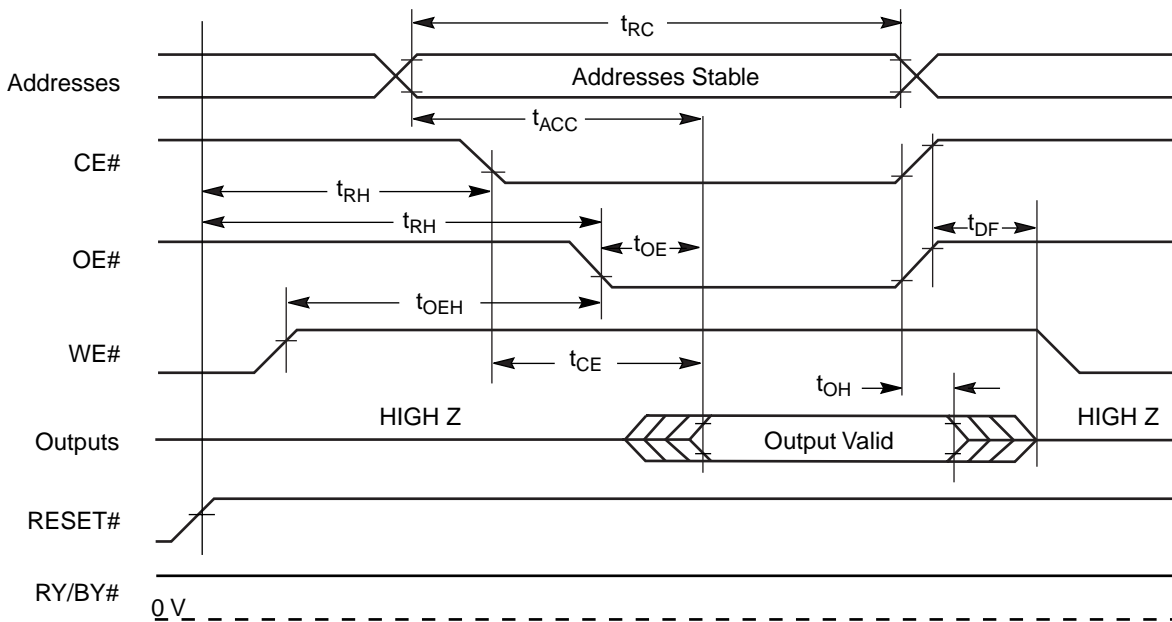 tRC
Addresses
Addresses Stable
tACC
CE#
tRH
tRH
tDF
OE#
tOE
tOEH
WE#
tCE
tOH
HIGH Z
HIGH Z
Outputs
Output Valid
RESET#
RY/BY#
0 V